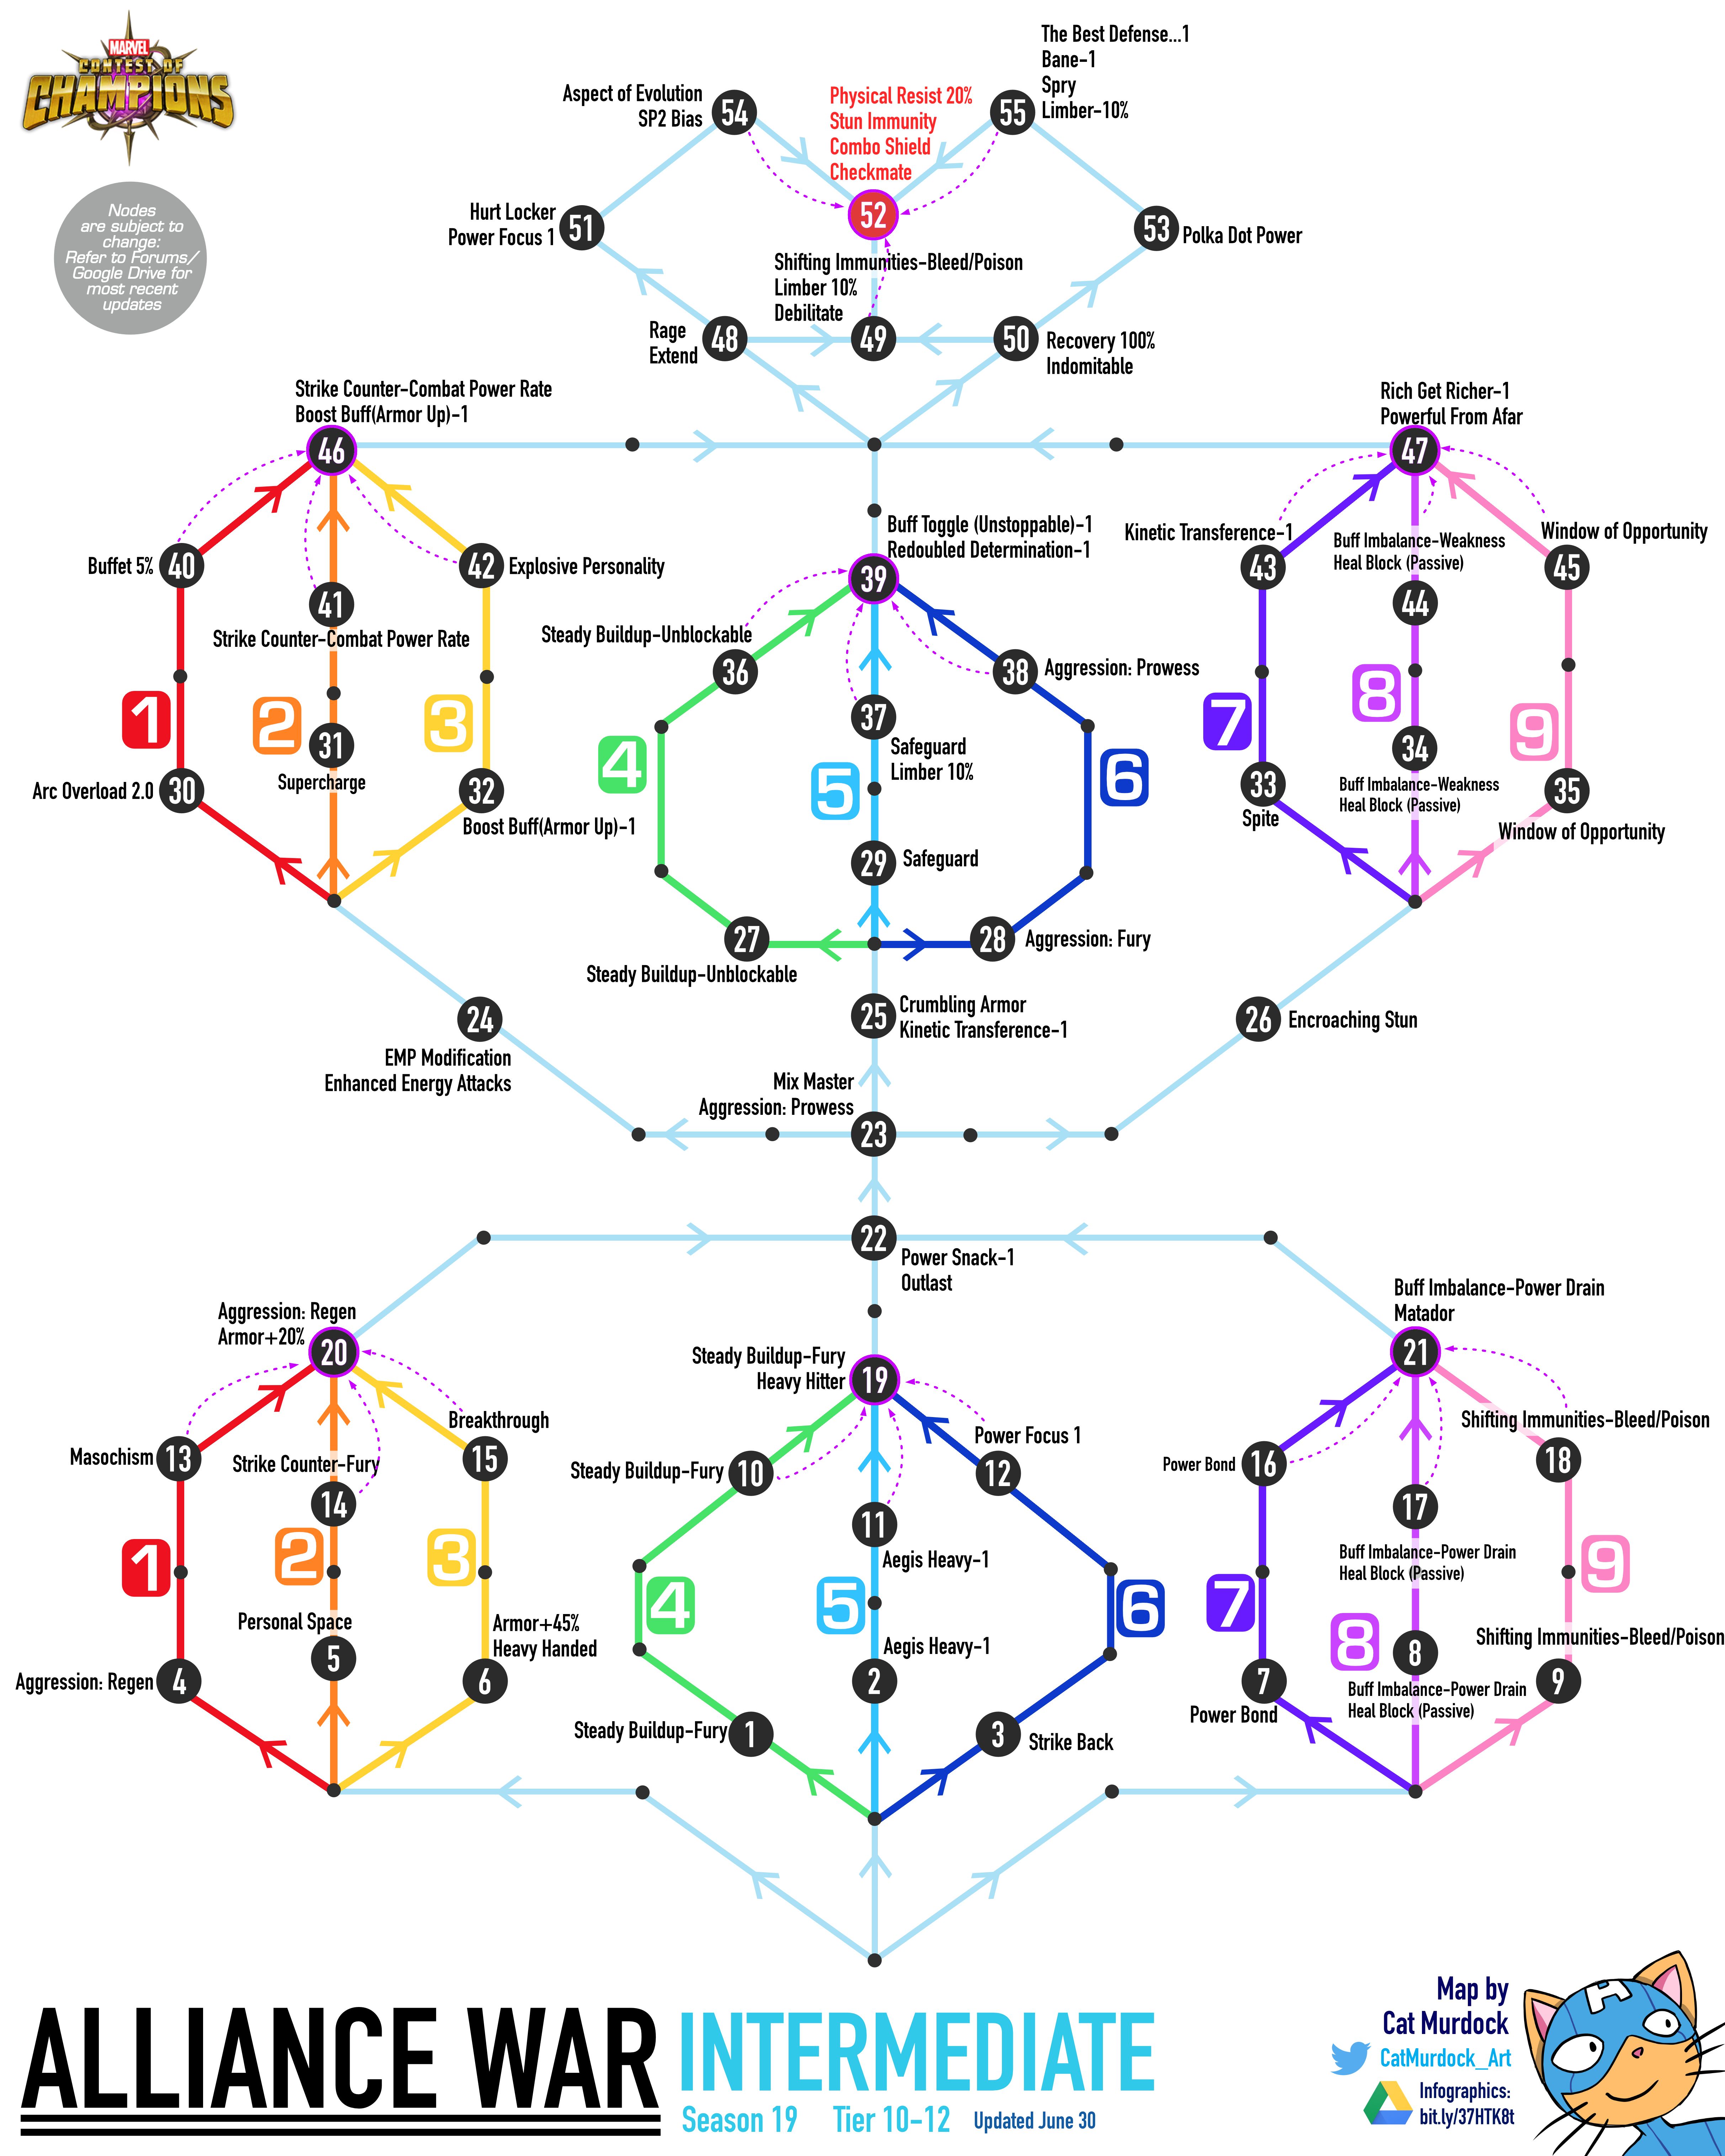 MARVEL
CONTEST OF
CHAMPIONS
Nodes
are subject to
change:
Refer to Forums/
Google Drive for
most recent
updates
The Best Defense...1
Bane-1
Spry
Limber-10%
55
Aspect of Evolution
SP2 Bias
54
Physical Resist 20%
Stun Immunity
Combo Shield
Checkmate
52
Hurt Locker
Power Focus 1
51
53
Polka Dot Power
Shifting Immunities-Bleed/Poison
Limber 10%
Debilitate
49
Rage
Extend
48
50
Recovery 100%
Indomitable
Strike Counter-Combat Power Rate
Boost Buff(Armor Up)-1
46
Rich Get Richer-1
Powerful From Afar
47
Buffet 5%
40
41
Strike Counter-Combat Power Rate
42
Explosive Personality
Buff Toggle (Unstoppable)-1
Redoubled Determination-1
39
Kinetic Transference-1
43
Buff Imbalance-Weakness
Heal Block (Passive)
44
Window of Opportunity
45
Steady Buildup-Unblockable
36
37
Safeguard
Limber 10%
38
Aggression: Prowess
1
2
3
4
5
6
7
8
9
Arc Overload 2.0
30
31
Supercharge
32
Boost Buff(Armor Up)-1
29
Safeguard
33
Spite
34
Buff Imbalance-Weakness
Heal Block (Passive)
35
Window of Opportunity
27
Steady Buildup-Unblockable
28
Aggression: Fury
24
EMP Modification
Enhanced Energy Attacks
25
Crumbling Armor
Kinetic Transference-1
26
Encroaching Stun
Mix Master
Aggression: Prowess
23
22
Power Snack-1
Outlast
Aggression: Regen
Armor+20%
20
Steady Buildup-Fury
Heavy Hitter
19
Buff Imbalance-Power Drain
Matador
21
Masochism
13
Strike Counter-Fury
14
Breakthrough
15
Steady Buildup-Fury
10
11
Aegis Heavy-1
Power Focus 1
12
Power Bond
16
17
Buff Imbalance-Power Drain
Heal Block (Passive)
Shifting Immunities-Bleed/Poison
18
1
2
3
4
5
6
7
8
9
Aggression: Regen
4
Personal Space
5
Armor+45%
Heavy Handed
6
Steady Buildup-Fury
1
Aegis Heavy-1
2
3
Strike Back
7
Power Bond
8
Buff Imbalance-Power Drain
Heal Block (Passive)
Shifting Immunities-Bleed/Poison
9
ALLIANCE WAR
INTERMEDIATE
Season 19 Tier 10-12 Updated June 30
Map by
Cat Murdock
CatMurdock_Art
Infographics:
bit.ly/37HTK8t
A